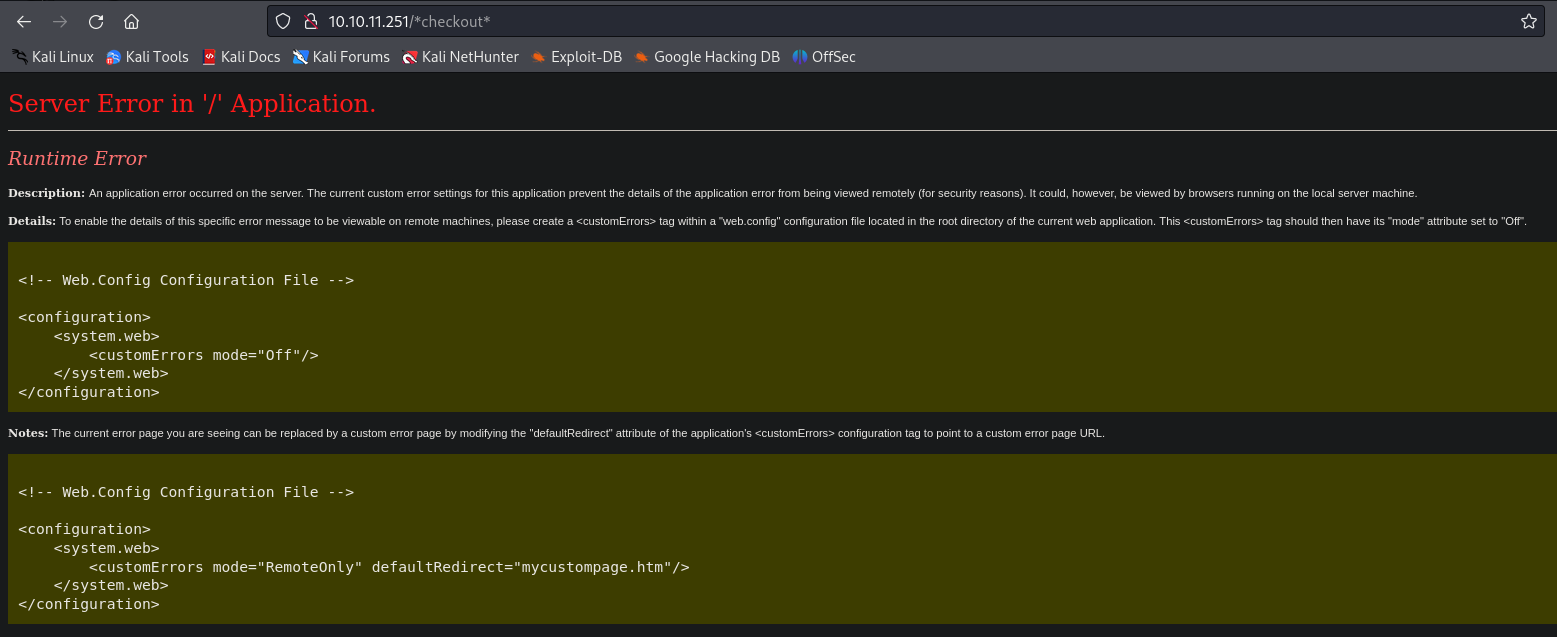 10.10.11.251/*checkout*
Kali Linux Kali Tools Kali Docs Kali Forums Kali NetHunter Exploit-DB Google Hacking DB OffSec
Server Error in '/' Application.
Runtime Error
Description: An application error occurred on the server. The current custom error settings for this application prevent the details of the application error from being viewed remotely (for security reasons). It could, however, be viewed by browsers running on the local server machine.
Details: To enable the details of this specific error message to be viewable on remote machines, please create a <customErrors> tag within a "web.config" configuration file located in the root directory of the current web application. This <customErrors> tag should then have its "mode" attribute set to "Off".
<!-- Web.Config Configuration File -->
<configuration>
    <system.web>
        <customErrors mode="Off"/>
    </system.web>
</configuration>
Notes: The current error page you are seeing can be replaced by a custom error page by modifying the "defaultRedirect" attribute of the application's <customErrors> configuration tag to point to a custom error page URL.
<!-- Web.Config Configuration File -->
<configuration>
    <system.web>
        <customErrors mode="RemoteOnly" defaultRedirect="mycustompage.htm"/>
    </system.web>
</configuration>